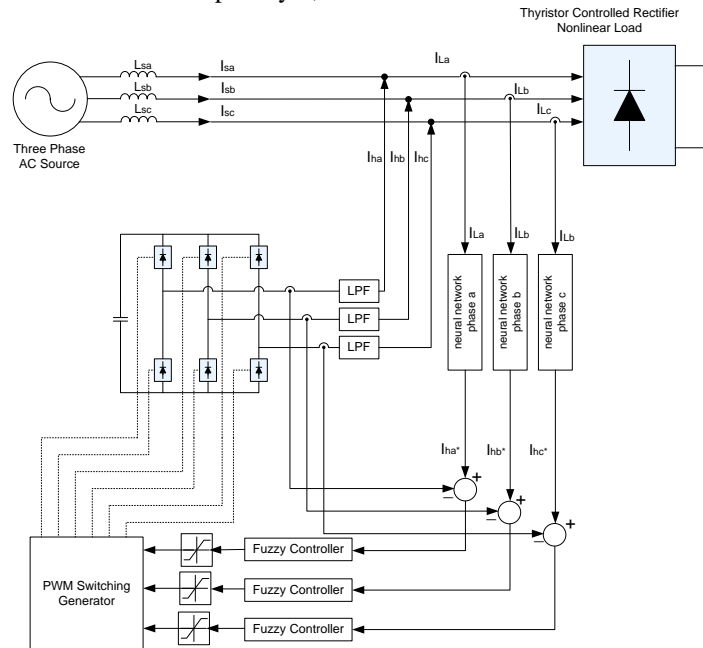 Thyristor Controlled Rectifier
Nonlinear Load
Lsa
Isa
ILa
Lsb
Isb
ILb
Lsc
Isc
ILc
Three Phase
AC Source
Iha
Ihb
Ihc
ILa
ILb
ILb
LPF
LPF
LPF
neural network
phase a
neural network
phase b
neural network
phase c
Iha*
Ihb*
Ihc*
+
−
+
−
+
−
PWM Switching
Generator
Fuzzy Controller
Fuzzy Controller
Fuzzy Controller